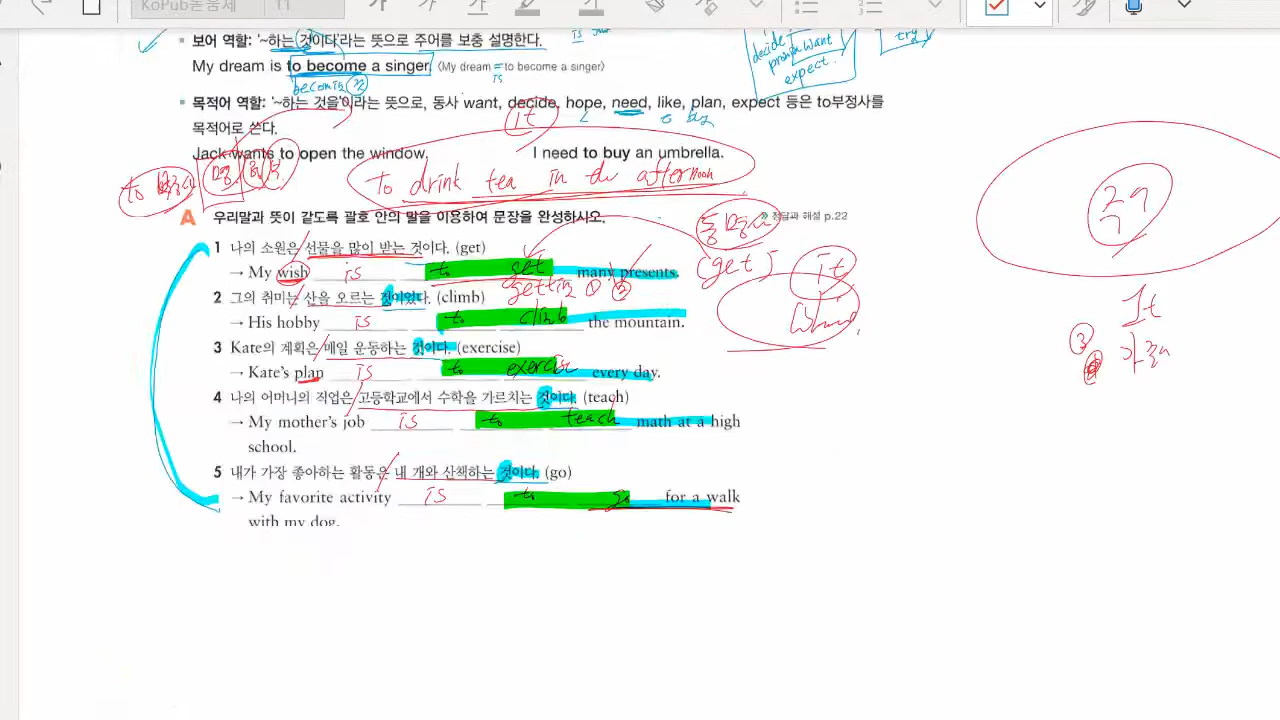 KoPub돋움체
11
보어 역할: '~하는 것이다'라는 뜻으로 주어를 보충 설명한다.
is
decide
want
expect.
try
My dream is to become a singer. 〈My dream = to become a singer〉
is
목적어 역할: '~하는 것을'이라는 뜻으로, 동사 want, decide, hope, need, like, plan, expect 등은 to부정사를
목적어로 쓴다.
it
Jack wants to open the window.
I need to buy an umbrella.
To drink tea in the afternoon
A 우리말과 뜻이 같도록 괄호 안의 말을 이용하여 문장을 완성하시오.
정답과 해설 p.22
동명사
1 나의 소원은 선물을 많이 받는 것이다. (get)
→ My wish is to get many presents.
(get)
it
getting ① ②
2 그의 취미는 산을 오르는 것이었다. (climb)
→ His hobby is to climb the mountain.
It
3 Kate의 계획은 매일 운동하는 것이다. (exercise)
③
→ Kate's plan is to exercise every day.
4 나의 어머니의 직업은 고등학교에서 수학을 가르치는 것이다. (teach)
→ My mother's job is to teach math at a high
school.
5 내가 가장 좋아하는 활동은 내 개와 산책하는 것이다. (go)
→ My favorite activity is to go for a walk
with my dog.